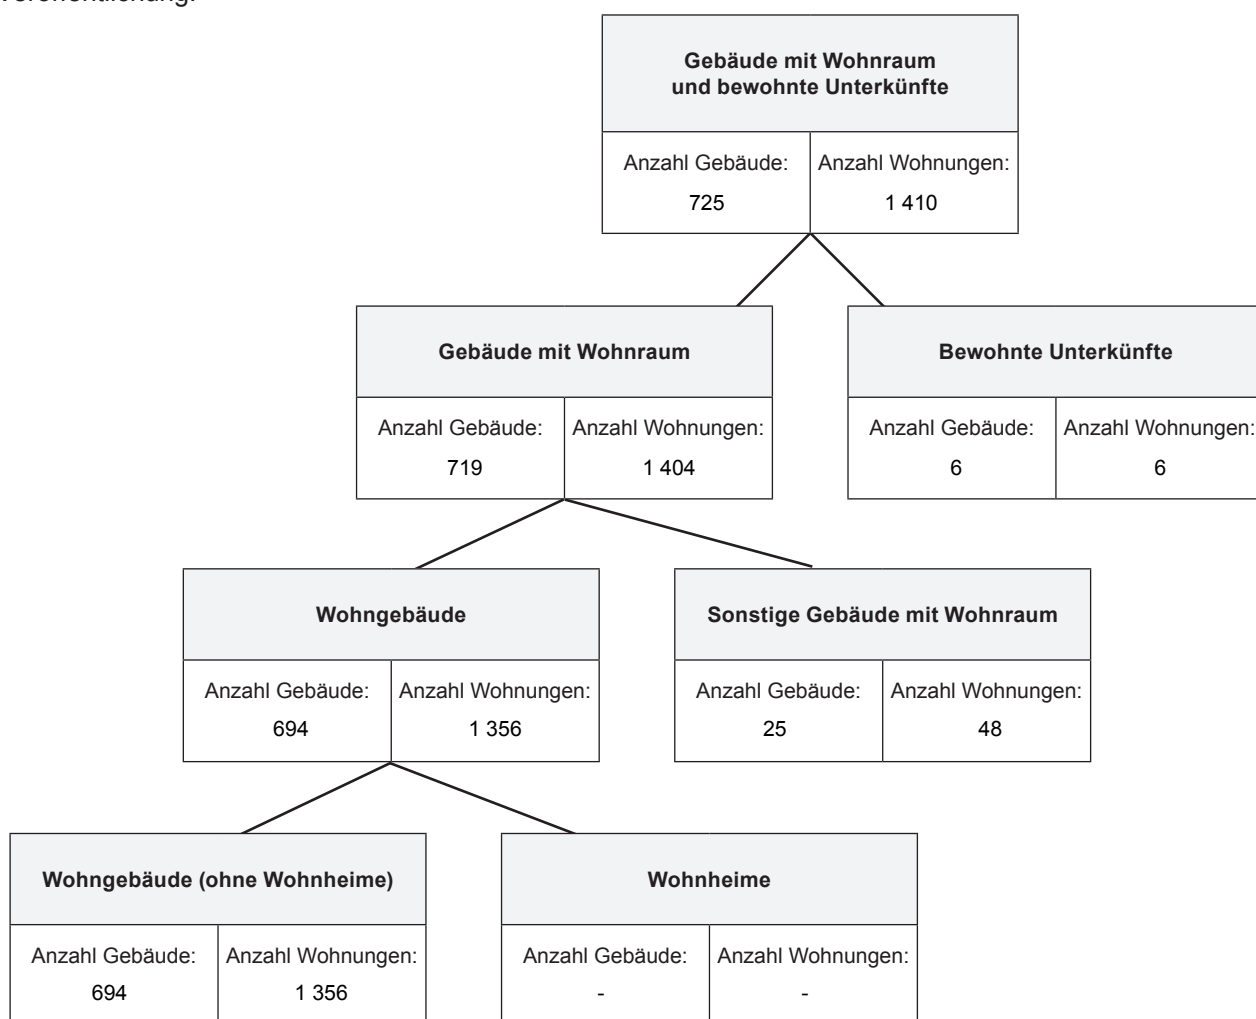 Veröffentlichung.
Gebäude mit Wohnraum
und bewohnte Unterkünfte
Anzahl Gebäude: Anzahl Wohnungen:
725 1 410
Gebäude mit Wohnraum
Bewohnte Unterkünfte
Anzahl Gebäude: Anzahl Wohnungen:
719 1 404
Anzahl Gebäude: Anzahl Wohnungen:
6 6
Wohngebäude
Sonstige Gebäude mit Wohnraum
Anzahl Gebäude: Anzahl Wohnungen:
694 1 356
Anzahl Gebäude: Anzahl Wohnungen:
25 48
Wohngebäude (ohne Wohnheime)
Wohnheime
Anzahl Gebäude: Anzahl Wohnungen:
694 1 356
Anzahl Gebäude: Anzahl Wohnungen:
- -